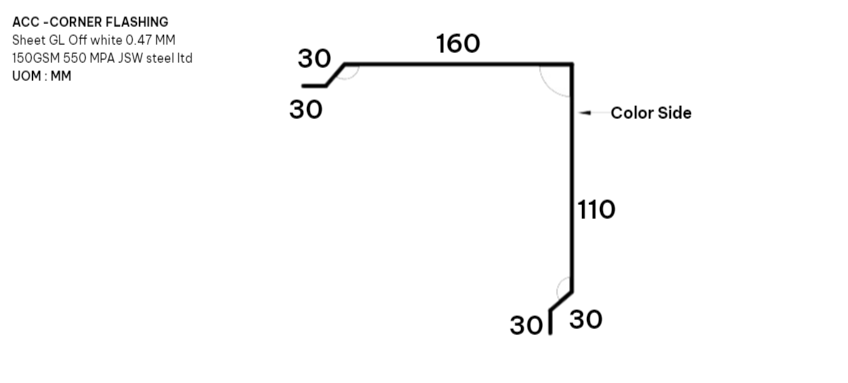 ACC -CORNER FLASHING
Sheet GL Off white 0.47 MM
150GSM 550 MPA JSW steel ltd
UOM : MM
160
30
30
Color Side
110
30
30